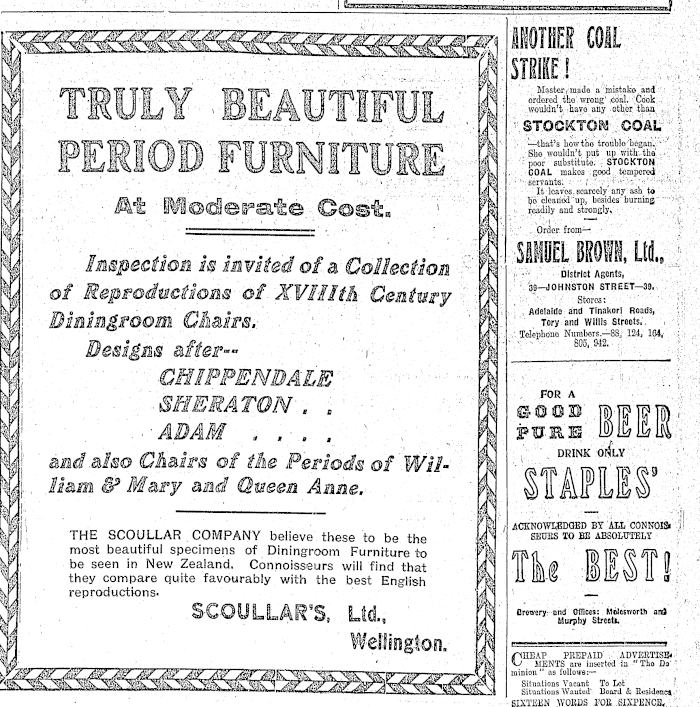 TRULY BEAUTIFUL
PERIOD FURNITURE
At Moderate Cost.
Inspection is invited of a Collection
of Reproductions of XVIIIth Century
Diningroom Chairs.
Designs after--
CHIPPENDALE
SHERATON . .
ADAM . . . .
and also Chairs of the Periods of Wil-
liam & Mary and Queen Anne.
THE SCOULLAR COMPANY believe these to be the
most beautiful specimens of Diningroom Furniture to
be seen in New Zealand. Connoisseurs will find that
they compare quite favourably with the best English
reproductions.
SCOULLAR'S, Ltd.,
Wellington.
ANOTHER COAL
STRIKE!
Master made a mistake and
ordered the wrong coal. Cook
wouldn't have any other than
STOCKTON COAL
—that's how the trouble began.
She wouldn't put up with the
poor substitute. STOCKTON
COAL makes good tempered
servants.
It leaves scarcely any ash to
be cleaned up, besides burning
readily and strongly.
Order from—
SAMUEL BROWN, Ltd.,
District Agents,
39—JOHNSTON STREET—39.
Stores:
Adelaide and Tinakori Roads,
Tory and Willis Streets.
Telephone Numbers.—88, 124, 164,
805, 942.
FOR A
GOOD PURE BEER
DRINK ONLY
STAPLES'
ACKNOWLEDGED BY ALL CONNOIS-
SEURS TO BE ABSOLUTELY
The BEST!
Brewery and Offices: Molesworth and
Murphy Streets.
CHEAP PREPAID ADVERTISE-
MENTS are inserted in "The Do
minion" as follows:—
Situations Vacant To Let
Situations Wanted Board & Residence
SIXTEEN WORDS FOR SIXPENCE.